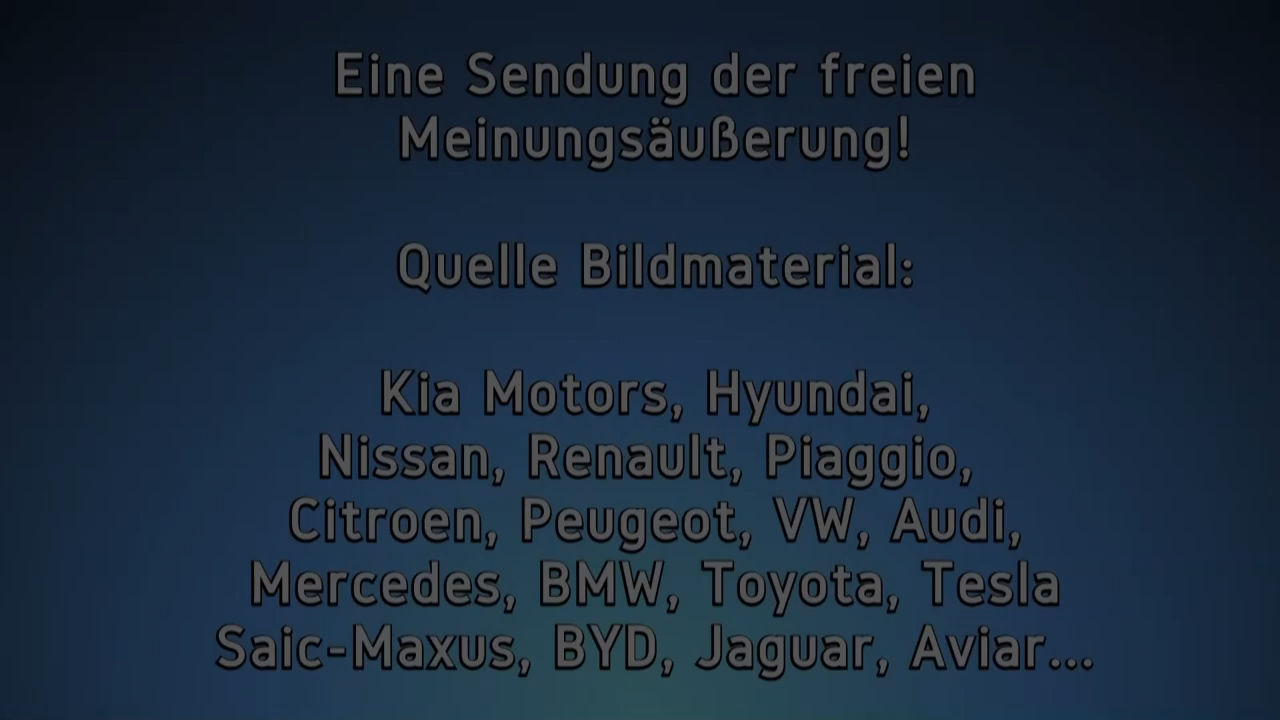 Eine Sendung der freien
Meinungsäußerung!
Quelle Bildmaterial:
Kia Motors, Hyundai,
Nissan, Renault, Piaggio,
Citroen, Peugeot, VW, Audi,
Mercedes, BMW, Toyota, Tesla
Saic-Maxus, BYD, Jaguar, Aviar...